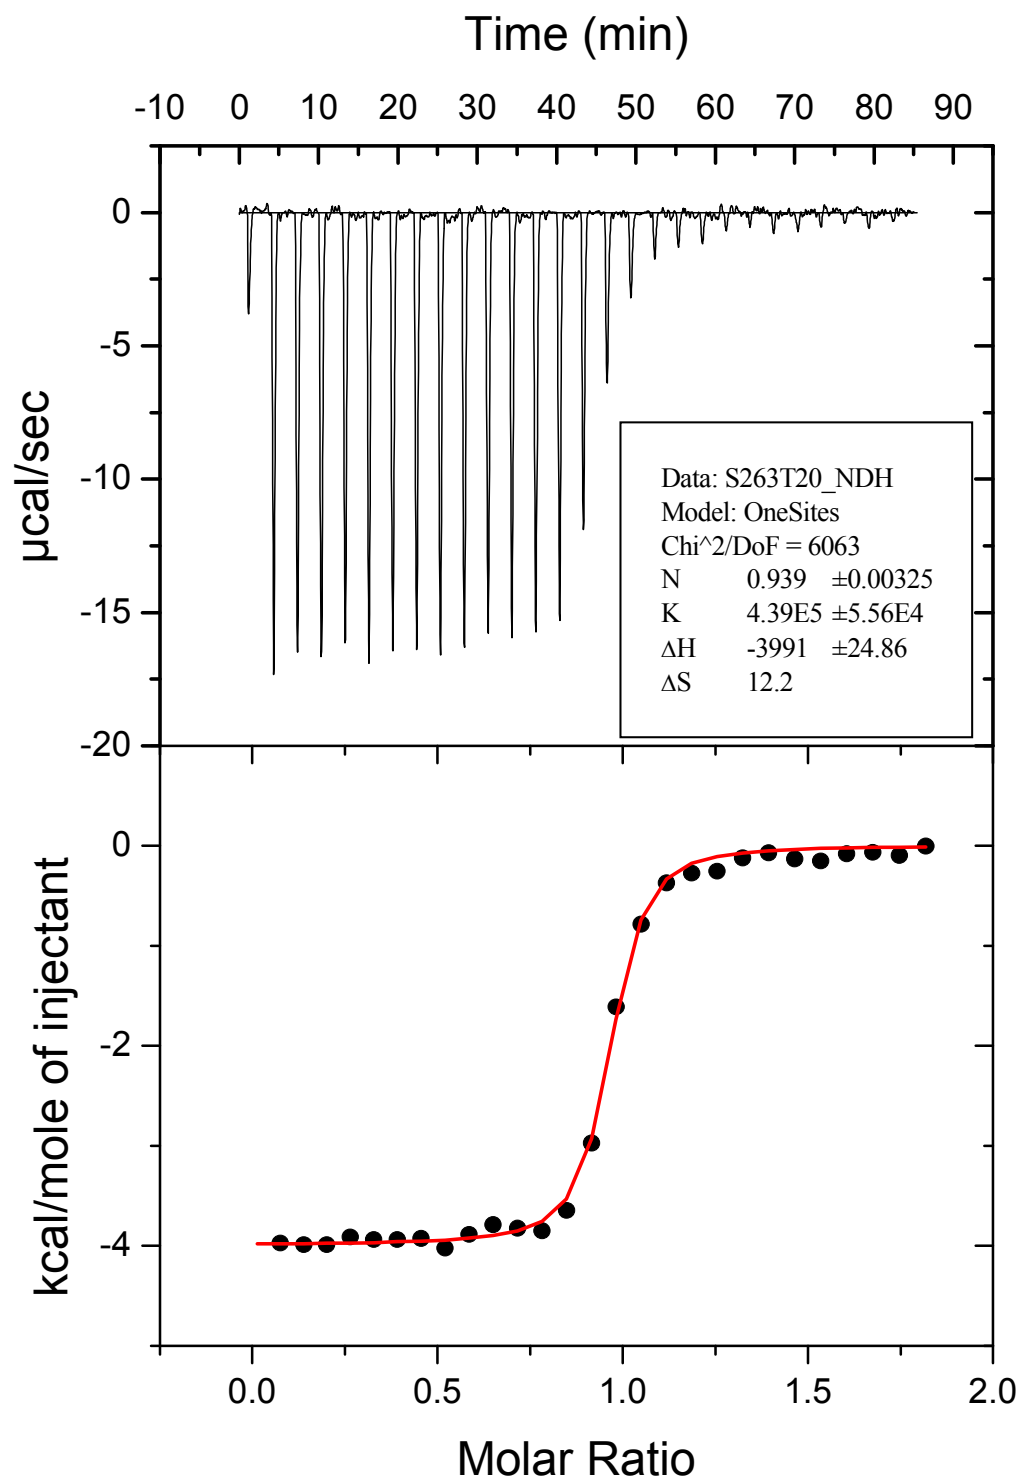 Time (min)
-10 0 10 20 30 40 50 60 70 80 90
0
-5
-10
-15
-20
µcal/sec
Data: S263T20_NDH
Model: OneSites
Chi^2/DoF = 6063
N 0.939 ±0.00325
K 4.39E5 ±5.56E4
ΔH -3991 ±24.86
ΔS 12.2
0
-2
-4
kcal/mole of injectant
0.0 0.5 1.0 1.5 2.0
Molar Ratio